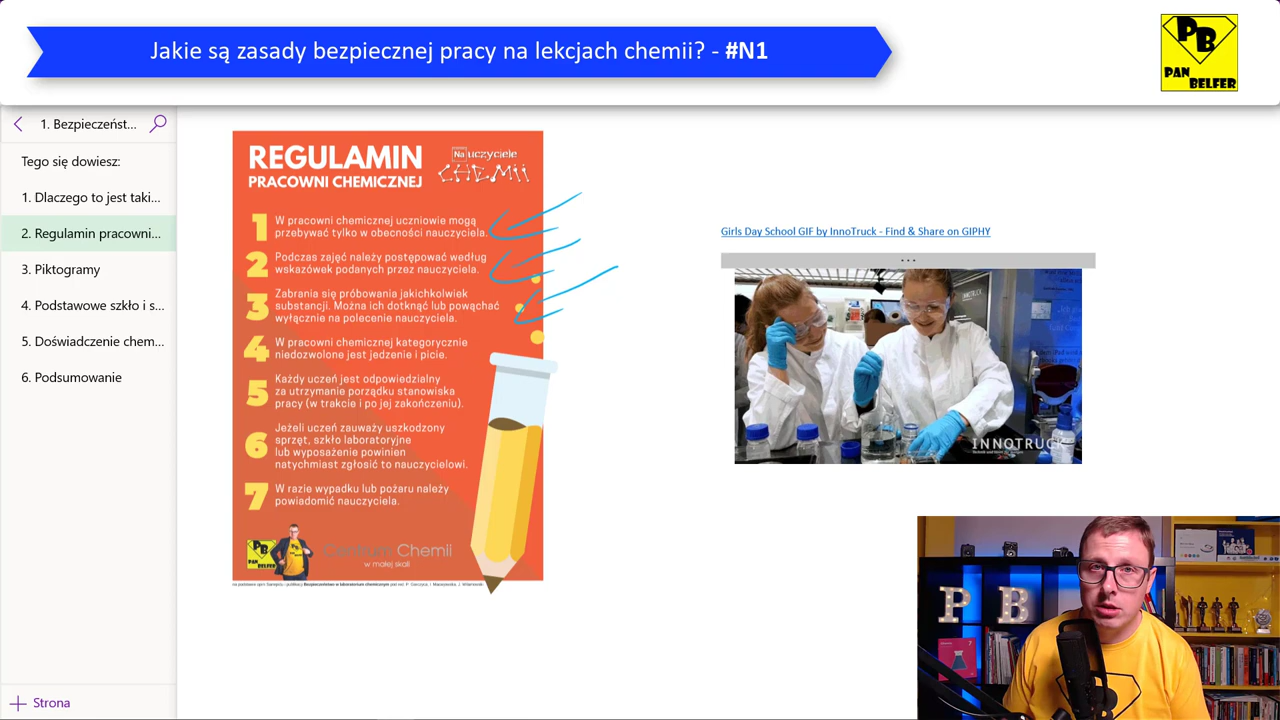 Jakie są zasady bezpiecznej pracy na lekcjach chemii? - #N1
PB
PAN
BELFER
1. Bezpieczeńst...
Tego się dowiesz:
1. Dlaczego to jest taki...
2. Regulamin pracowni...
3. Piktogramy
4. Podstawowe szkło i s...
5. Doświadczenie chem...
6. Podsumowanie
Strona
REGULAMIN
PRACOWNI CHEMICZNEJ
Nauczyciele
CHEMII
1 W pracowni chemicznej uczniowie mogą
przebywać tylko w obecności nauczyciela.
2 Podczas zajęć należy postępować według
wskazówek podanych przez nauczyciela.
3 Zabrania się próbowania jakichkolwiek
substancji. Można ich dotknąć lub powąchać
wyłącznie na polecenie nauczyciela.
4 W pracowni chemicznej kategorycznie
niedozwolone jest jedzenie i picie.
5 Każdy uczeń jest odpowiedzialny
za utrzymanie porządku stanowiska
pracy (w trakcie i po jej zakończeniu).
6 Jeżeli uczeń zauważy uszkodzony
sprzęt, szkło laboratoryjne
lub wyposażenie powinien
natychmiast zgłosić to nauczycielowi.
7 W razie wypadku lub pożaru należy
powiadomić nauczyciela.
PB
PAN
BELFER
Centrum Chemii
w małej skali
Girls Day School GIF by InnoTruck - Find & Share on GIPHY
INNOTRUCK
P B